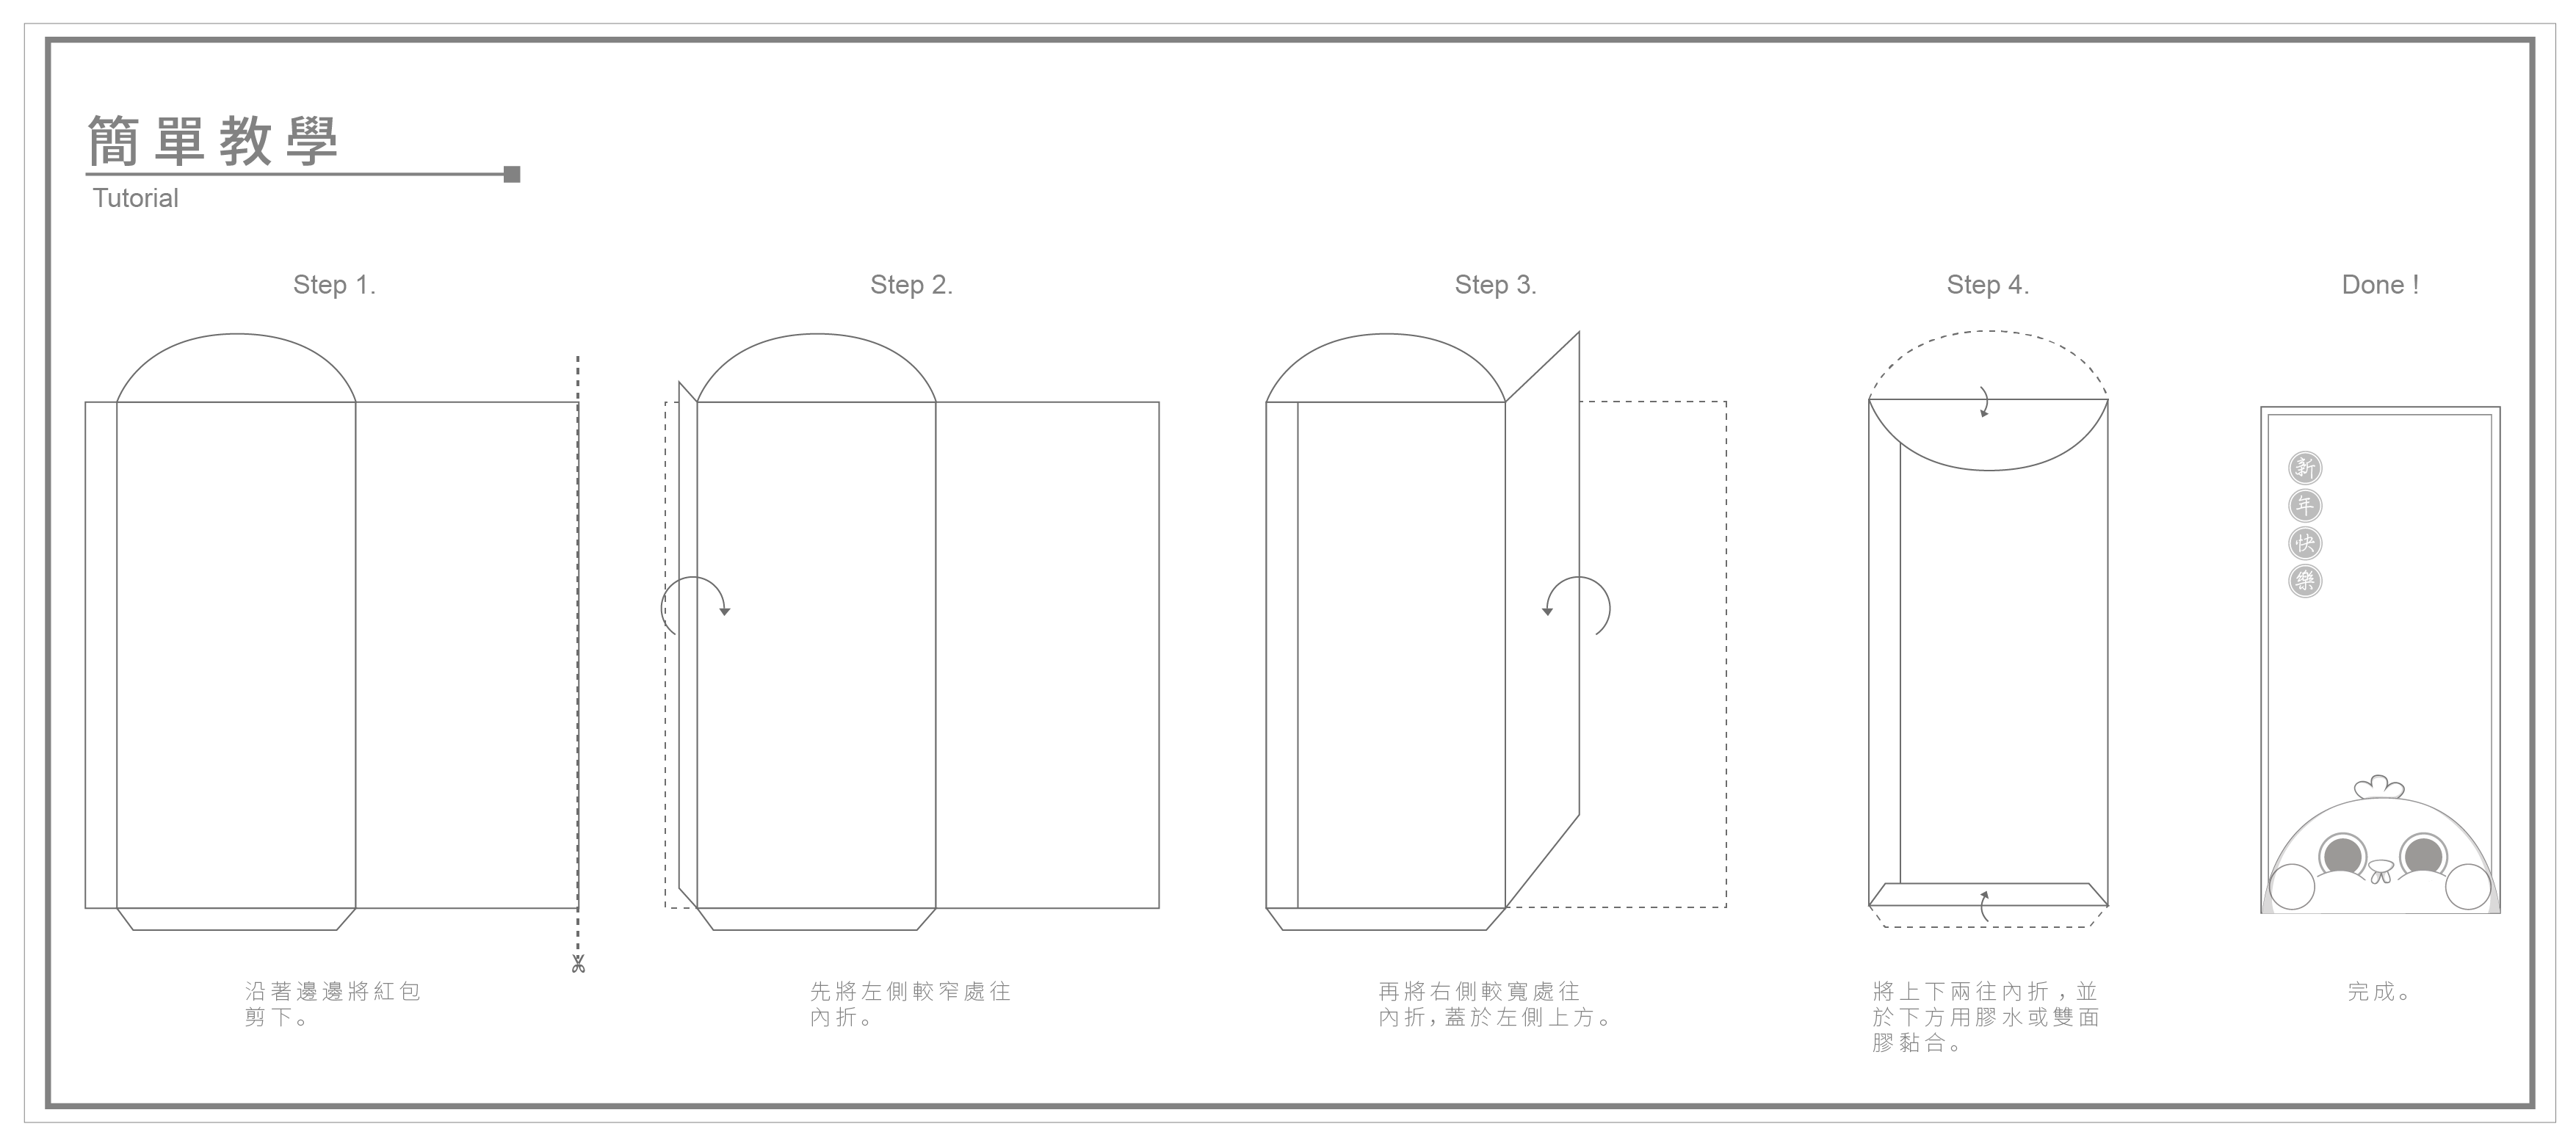 簡單教學
Tutorial
Step 1.
沿著邊邊將紅包
剪下。
Step 2.
先將左側較窄處往
內折。
Step 3.
再將右側較寬處往
內折，蓋於左側上方。
Step 4.
將上下兩往內折，並
於下方用膠水或雙面
膠黏合。
Done !
新
年
快
樂
完成。